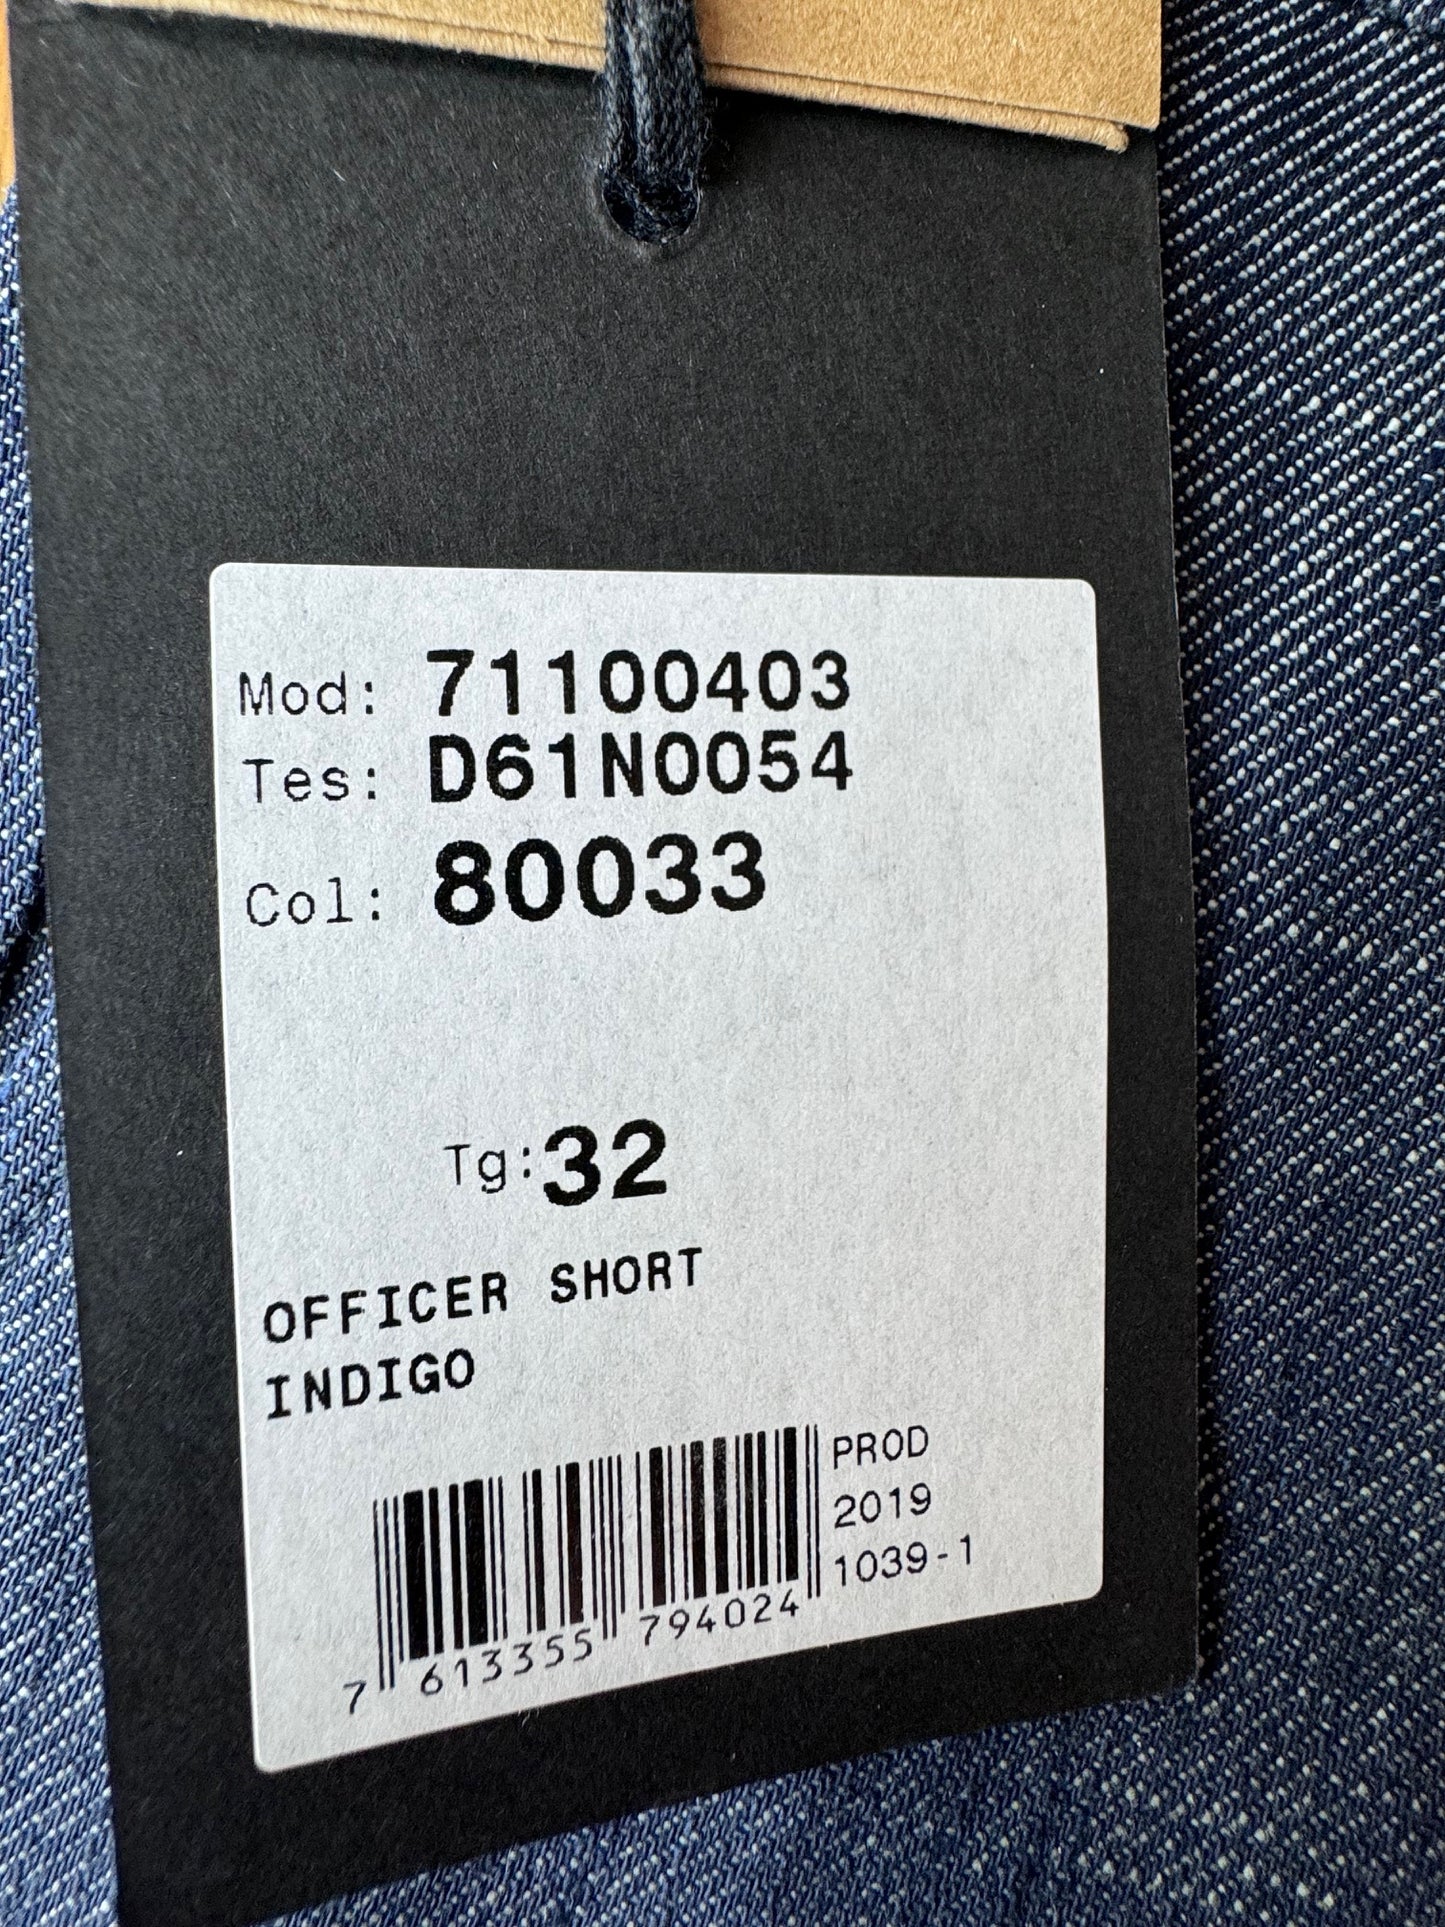 Mod: 71100403
Tes: D61N0054
Col: 80033
Tg:32
OFFICER SHORT
INDIGO
PROD
2019
1039-1
7 613355 794024